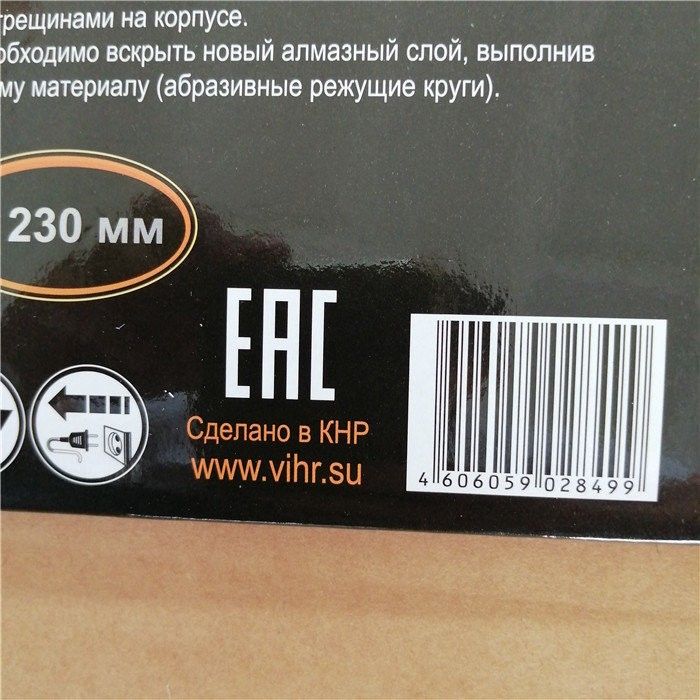 трещинами на корпусе.
обходимо вскрыть новый алмазный слой, выполнив
му материалу (абразивные режущие круги).
230 мм
EAC
Сделано в КНР
www.vihr.su
4 606059 028499